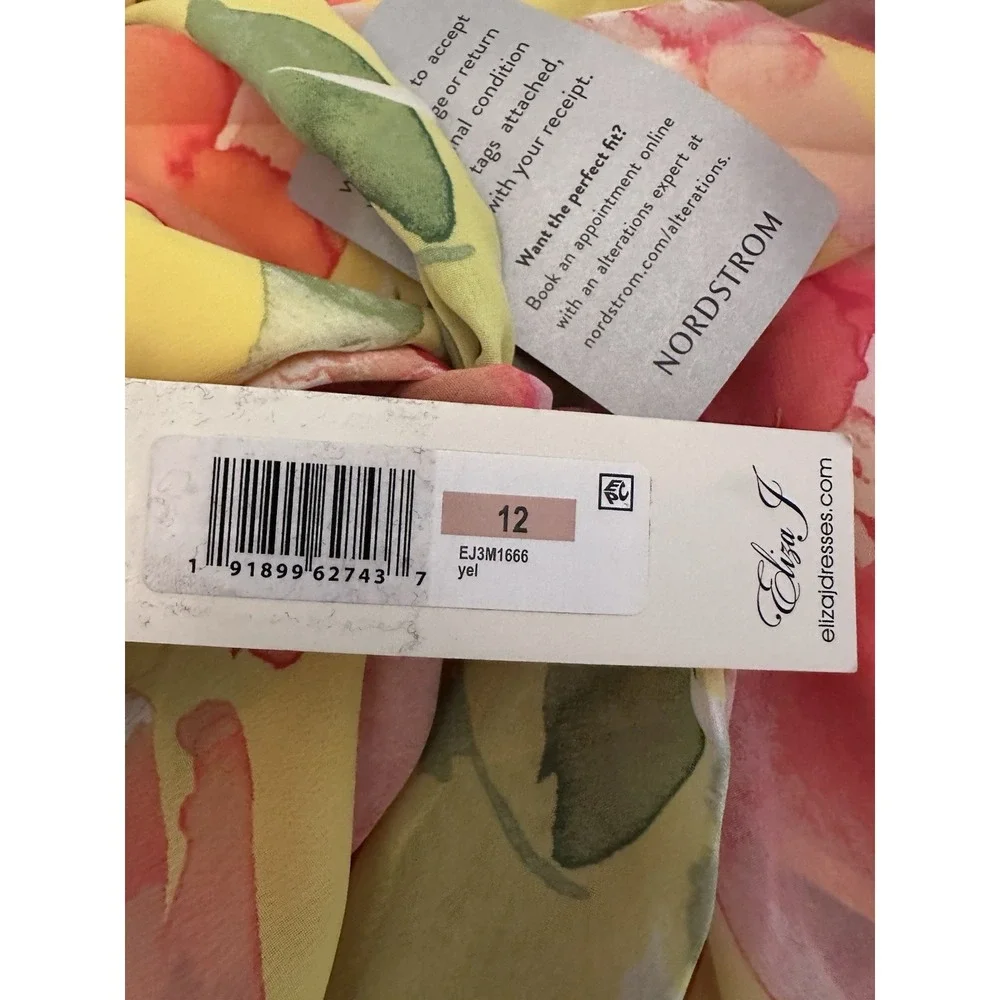 to accept
ge or return
nal condition
tags attached,
with your receipt.
Want the perfect fit?
Book an appointment online
with an alterations expert at
nordstrom.com/alterations.
NORDSTROM
12
EJ3M1666
yel
1 91899 62743 7
EPC
Eliza J
elizajdresses.com